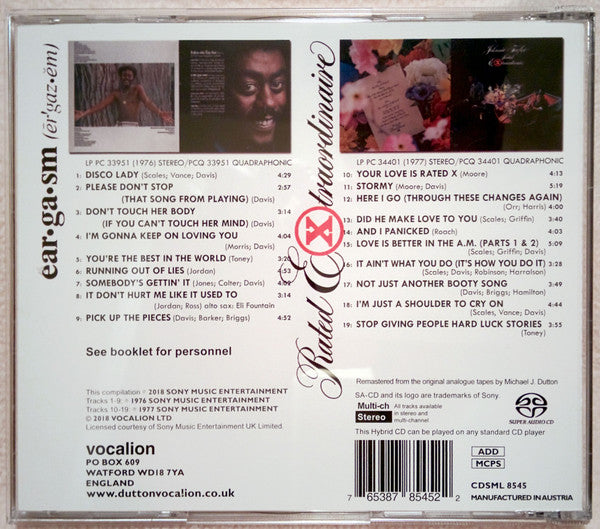 ear·ga·sm (ēr'gaz·ĕm)
LP PC 33951 (1976) STEREO/PCQ 33951 QUADRAPHONIC
1: DISCO LADY (Scales; Vance; Davis) 4:29
2: PLEASE DON'T STOP 2:57
(THAT SONG FROM PLAYING) (Davis)
3: DON'T TOUCH HER BODY 3:14
(IF YOU CAN'T TOUCH HER MIND) (Davis)
4: I'M GONNA KEEP ON LOVING YOU 4:04
(Morris; Davis)
5: YOU'RE THE BEST IN THE WORLD (Toney) 2:46
6: RUNNING OUT OF LIES (Jordan) 4:53
7: SOMEBODY'S GETTIN' IT (Jones; Colter; Davis)
8: IT DON'T HURT ME LIKE IT USED TO 3:14
(Jordan; Ross) alto sax: Eli Fountain
9: PICK UP THE PIECES (Davis; Barker; Briggs) 4:52
See booklet for personnel
This compilation ℗ 2018 SONY MUSIC ENTERTAINMENT
Tracks 1-9: ℗ 1976 SONY MUSIC ENTERTAINMENT
Tracks 10-19: ℗ 1977 SONY MUSIC ENTERTAINMENT
© 2018 VOCALION LTD
Licensed courtesy of Sony Music Entertainment UK Limited.
vocalion
PO BOX 609
WATFORD WD18 7YA
ENGLAND
www.duttonvocalion.co.uk
Rated Extraordinaire
Johnnie Taylor
Rated
Extraordinaire
LP PC 34401 (1977) STEREO/PCQ 34401 QUADRAPHONIC
10: YOUR LOVE IS RATED X (Moore) 4:13
11: STORMY (Moore; Davis) 5:19
12: HERE I GO (THROUGH THESE CHANGES AGAIN)
(Orr; Harris) 4:00
13: DID HE MAKE LOVE TO YOU (Scales; Griffin)
14: AND I PANICKED (Roach)
15: LOVE IS BETTER IN THE A.M. (PARTS 1 & 2)
(Scales; Griffin; Davis)
16: IT AIN'T WHAT YOU DO (IT'S HOW YOU DO IT)
(Scales; Davis; Robinson; Harralson)
17: NOT JUST ANOTHER BOOTY SONG
(Davis; Briggs; Hamilton)
18: I'M JUST A SHOULDER TO CRY ON 4:44
(Scales, Vance; Davis)
19: STOP GIVING PEOPLE HARD LUCK STORIES 3:55
(Toney)
Remastered from the original analogue tapes by Michael J. Dutton
SA-CD and its logo are trademarks of Sony.
Multi-ch
Stereo
All tracks available
in stereo and
multi-channel
SUPER AUDIO CD
This Hybrid CD can be played on any standard CD player
7 65387 85452 2
ADD
MCPS
CDSML 8545
MANUFACTURED IN AUSTRIA